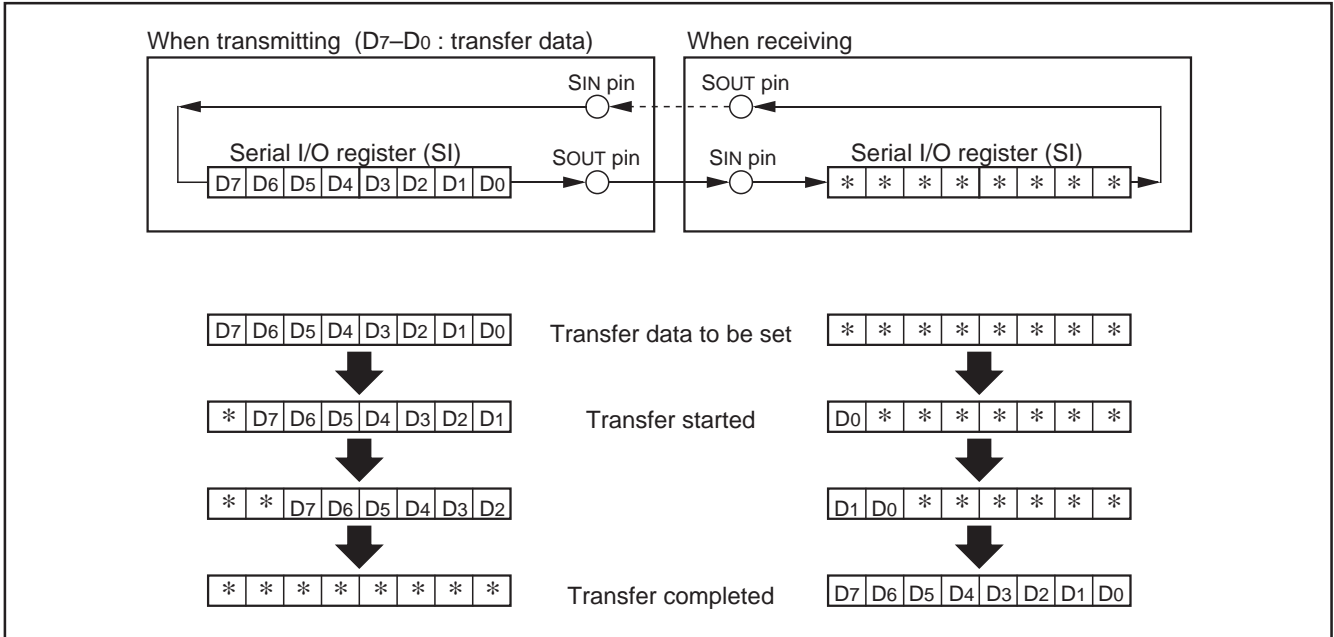 When transmitting (D7–D0 : transfer data)
When receiving
SIN pin
SOUT pin
Serial I/O register (SI)
SOUT pin
SIN pin
Serial I/O register (SI)
D7 D6 D5 D4 D3 D2 D1 D0
* * * * * * * *
D7 D6 D5 D4 D3 D2 D1 D0
Transfer data to be set
* * * * * * * *
* D7 D6 D5 D4 D3 D2 D1
Transfer started
D0 * * * * * * *
* * D7 D6 D5 D4 D3 D2
D1 D0 * * * * * *
* * * * * * * *
Transfer completed
D7 D6 D5 D4 D3 D2 D1 D0